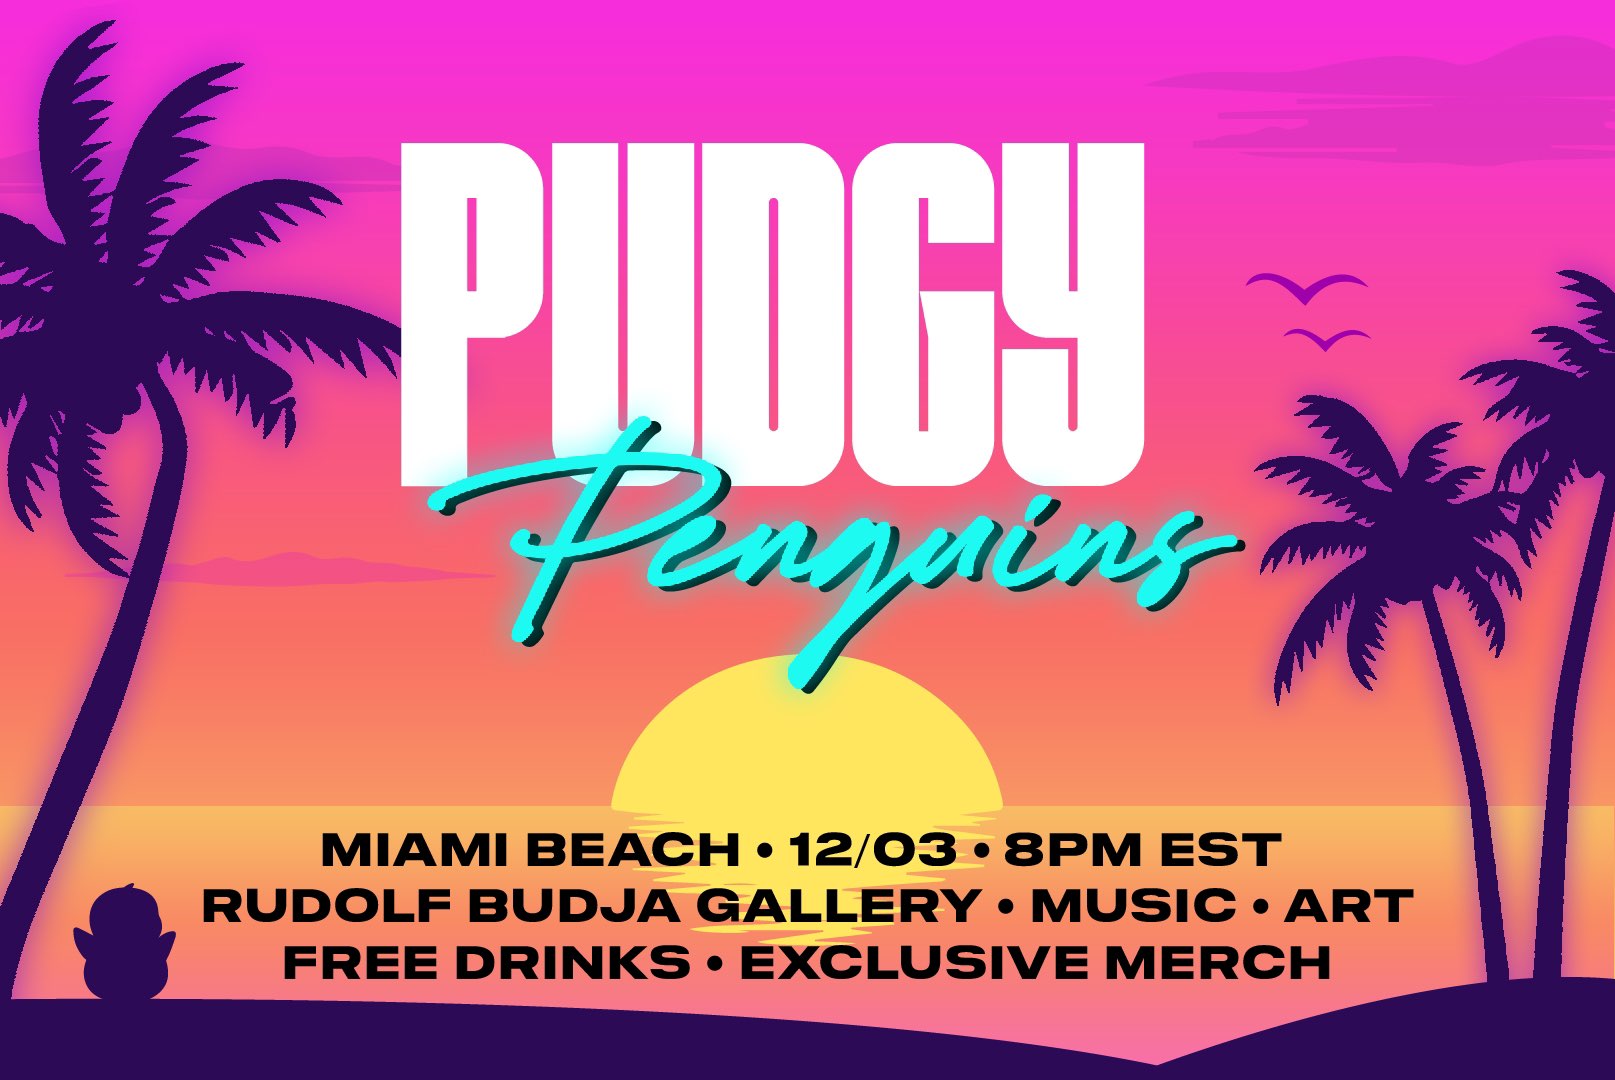 PUDGY
Penguins
MIAMI BEACH • 12/03 • 8PM EST
RUDOLF BUDJA GALLERY • MUSIC • ART
FREE DRINKS • EXCLUSIVE MERCH